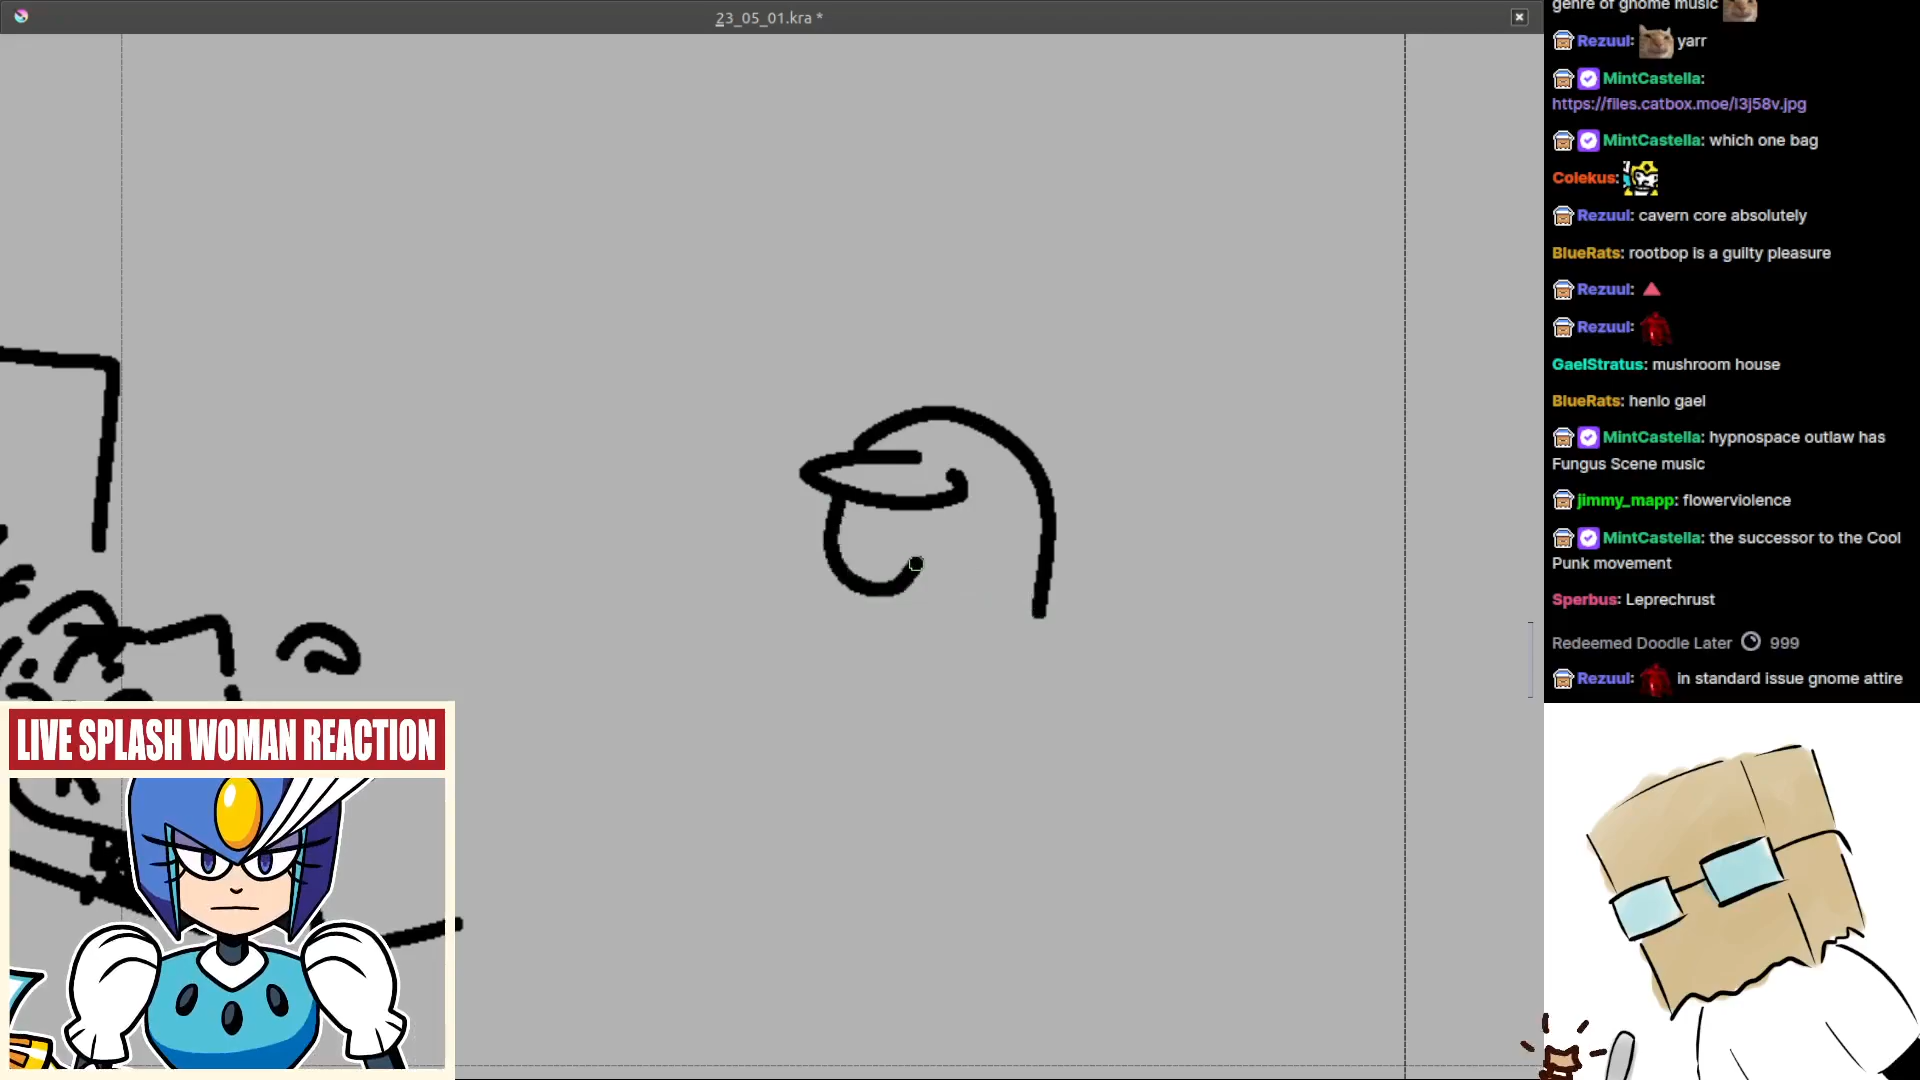 23_05_01.kra *
genre of gnome music
Rezuul: yarr
MintCastella:
https://files.catbox.moe/l3j58v.jpg
MintCastella: which one bag
Colekus:
Rezuul: cavern core absolutely
BlueRats: rootbop is a guilty pleasure
Rezuul:
Rezuul:
GaelStratus: mushroom house
BlueRats: henlo gael
MintCastella: hypnospace outlaw has
Fungus Scene music
jimmy_mapp: flowerviolence
MintCastella: the successor to the Cool
Punk movement
Sperbus: Leprechrust
Redeemed Doodle Later 999
Rezuul: in standard issue gnome attire
LIVE SPLASH WOMAN REACTION